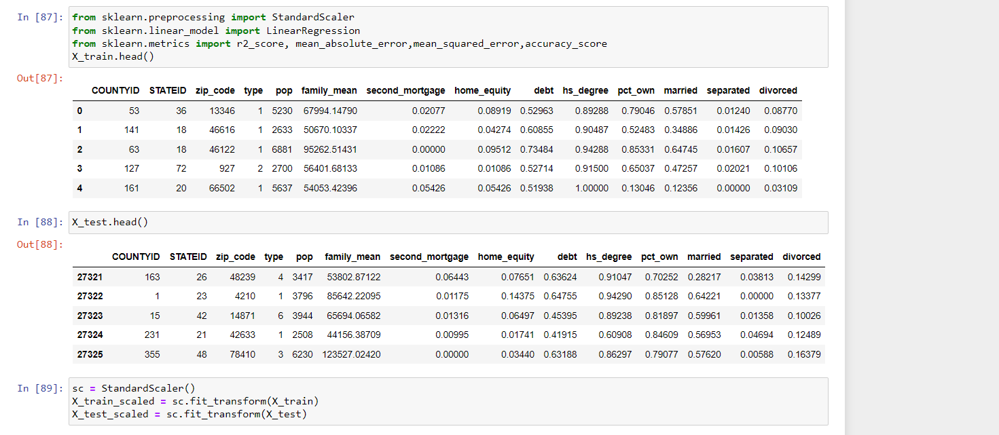 In [87]: from sklearn.preprocessing import StandardScaler
from sklearn.linear_model import LinearRegression
from sklearn.metrics import r2_score, mean_absolute_error,mean_squared_error,accuracy_score
X_train.head()
Out[87]:
COUNTYID STATEID zip_code type pop family_mean second_mortgage home_equity debt hs_degree pct_own married separated divorced
0 53 36 13346 1 5230 67994.14790 0.02077 0.08919 0.52963 0.89288 0.79046 0.57851 0.01240 0.08770
1 141 18 46616 1 2633 50670.10337 0.02222 0.04274 0.60855 0.90487 0.52483 0.34886 0.01426 0.09030
2 63 18 46122 1 6881 95262.51431 0.00000 0.09512 0.73484 0.94288 0.85331 0.64745 0.01607 0.10657
3 127 72 927 2 2700 56401.68133 0.01086 0.01086 0.52714 0.91500 0.65037 0.47257 0.02021 0.10106
4 161 20 66502 1 5637 54053.42396 0.05426 0.05426 0.51938 1.00000 0.13046 0.12356 0.00000 0.03109
In [88]: X_test.head()
Out[88]:
COUNTYID STATEID zip_code type pop family_mean second_mortgage home_equity debt hs_degree pct_own married separated divorced
27321 163 26 48239 4 3417 53802.87122 0.06443 0.07651 0.63624 0.91047 0.70252 0.28217 0.03813 0.14299
27322 1 23 4210 1 3796 85642.22095 0.01175 0.14375 0.64755 0.94290 0.85128 0.64221 0.00000 0.13377
27323 15 42 14871 6 3944 65694.06582 0.01316 0.06497 0.45395 0.89238 0.81897 0.59961 0.01358 0.10026
27324 231 21 42633 1 2508 44156.38709 0.00995 0.01741 0.41915 0.60908 0.84609 0.56953 0.04694 0.12489
27325 355 48 78410 3 6230 123527.02420 0.00000 0.03440 0.63188 0.86297 0.79077 0.57620 0.00588 0.16379
In [89]: sc = StandardScaler()
X_train_scaled = sc.fit_transform(X_train)
X_test_scaled = sc.fit_transform(X_test)